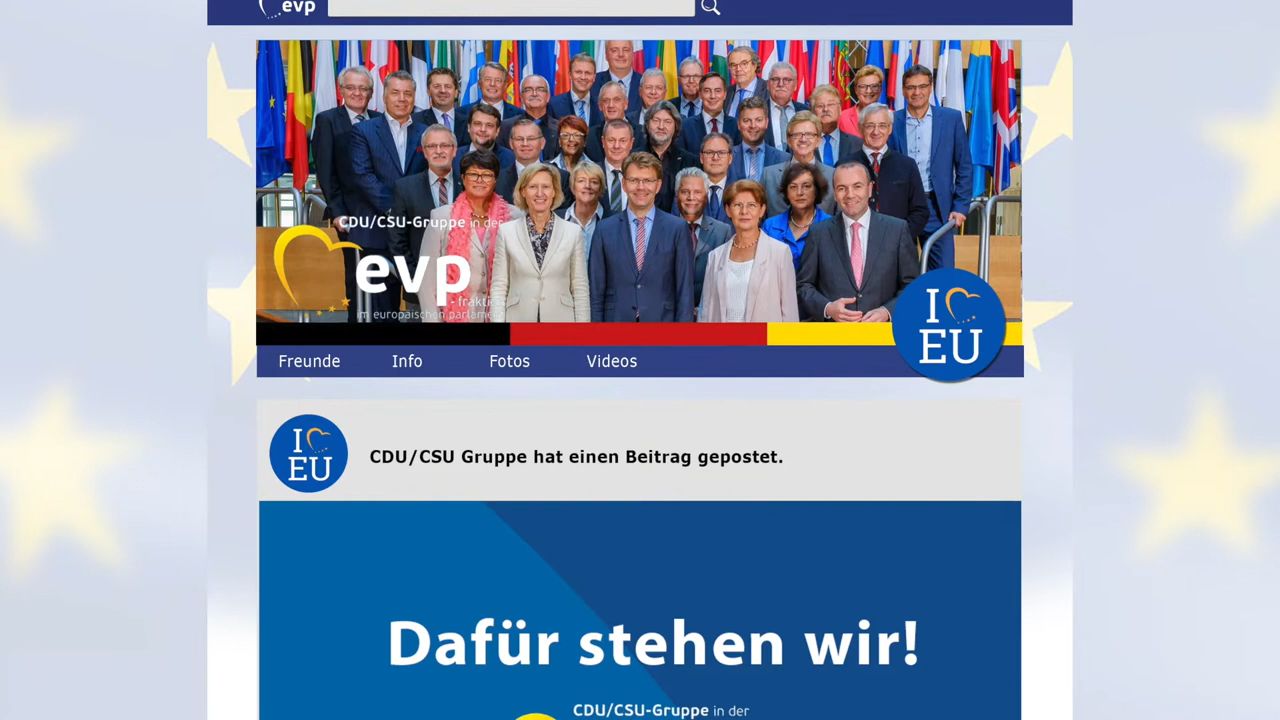 evp
CDU/CSU-Gruppe in der
evp
- fraktion
im europäischen parlament
I
EU
Freunde Info Fotos Videos
I
EU
CDU/CSU Gruppe hat einen Beitrag gepostet.
Dafür stehen wir!
CDU/CSU-Gruppe in der